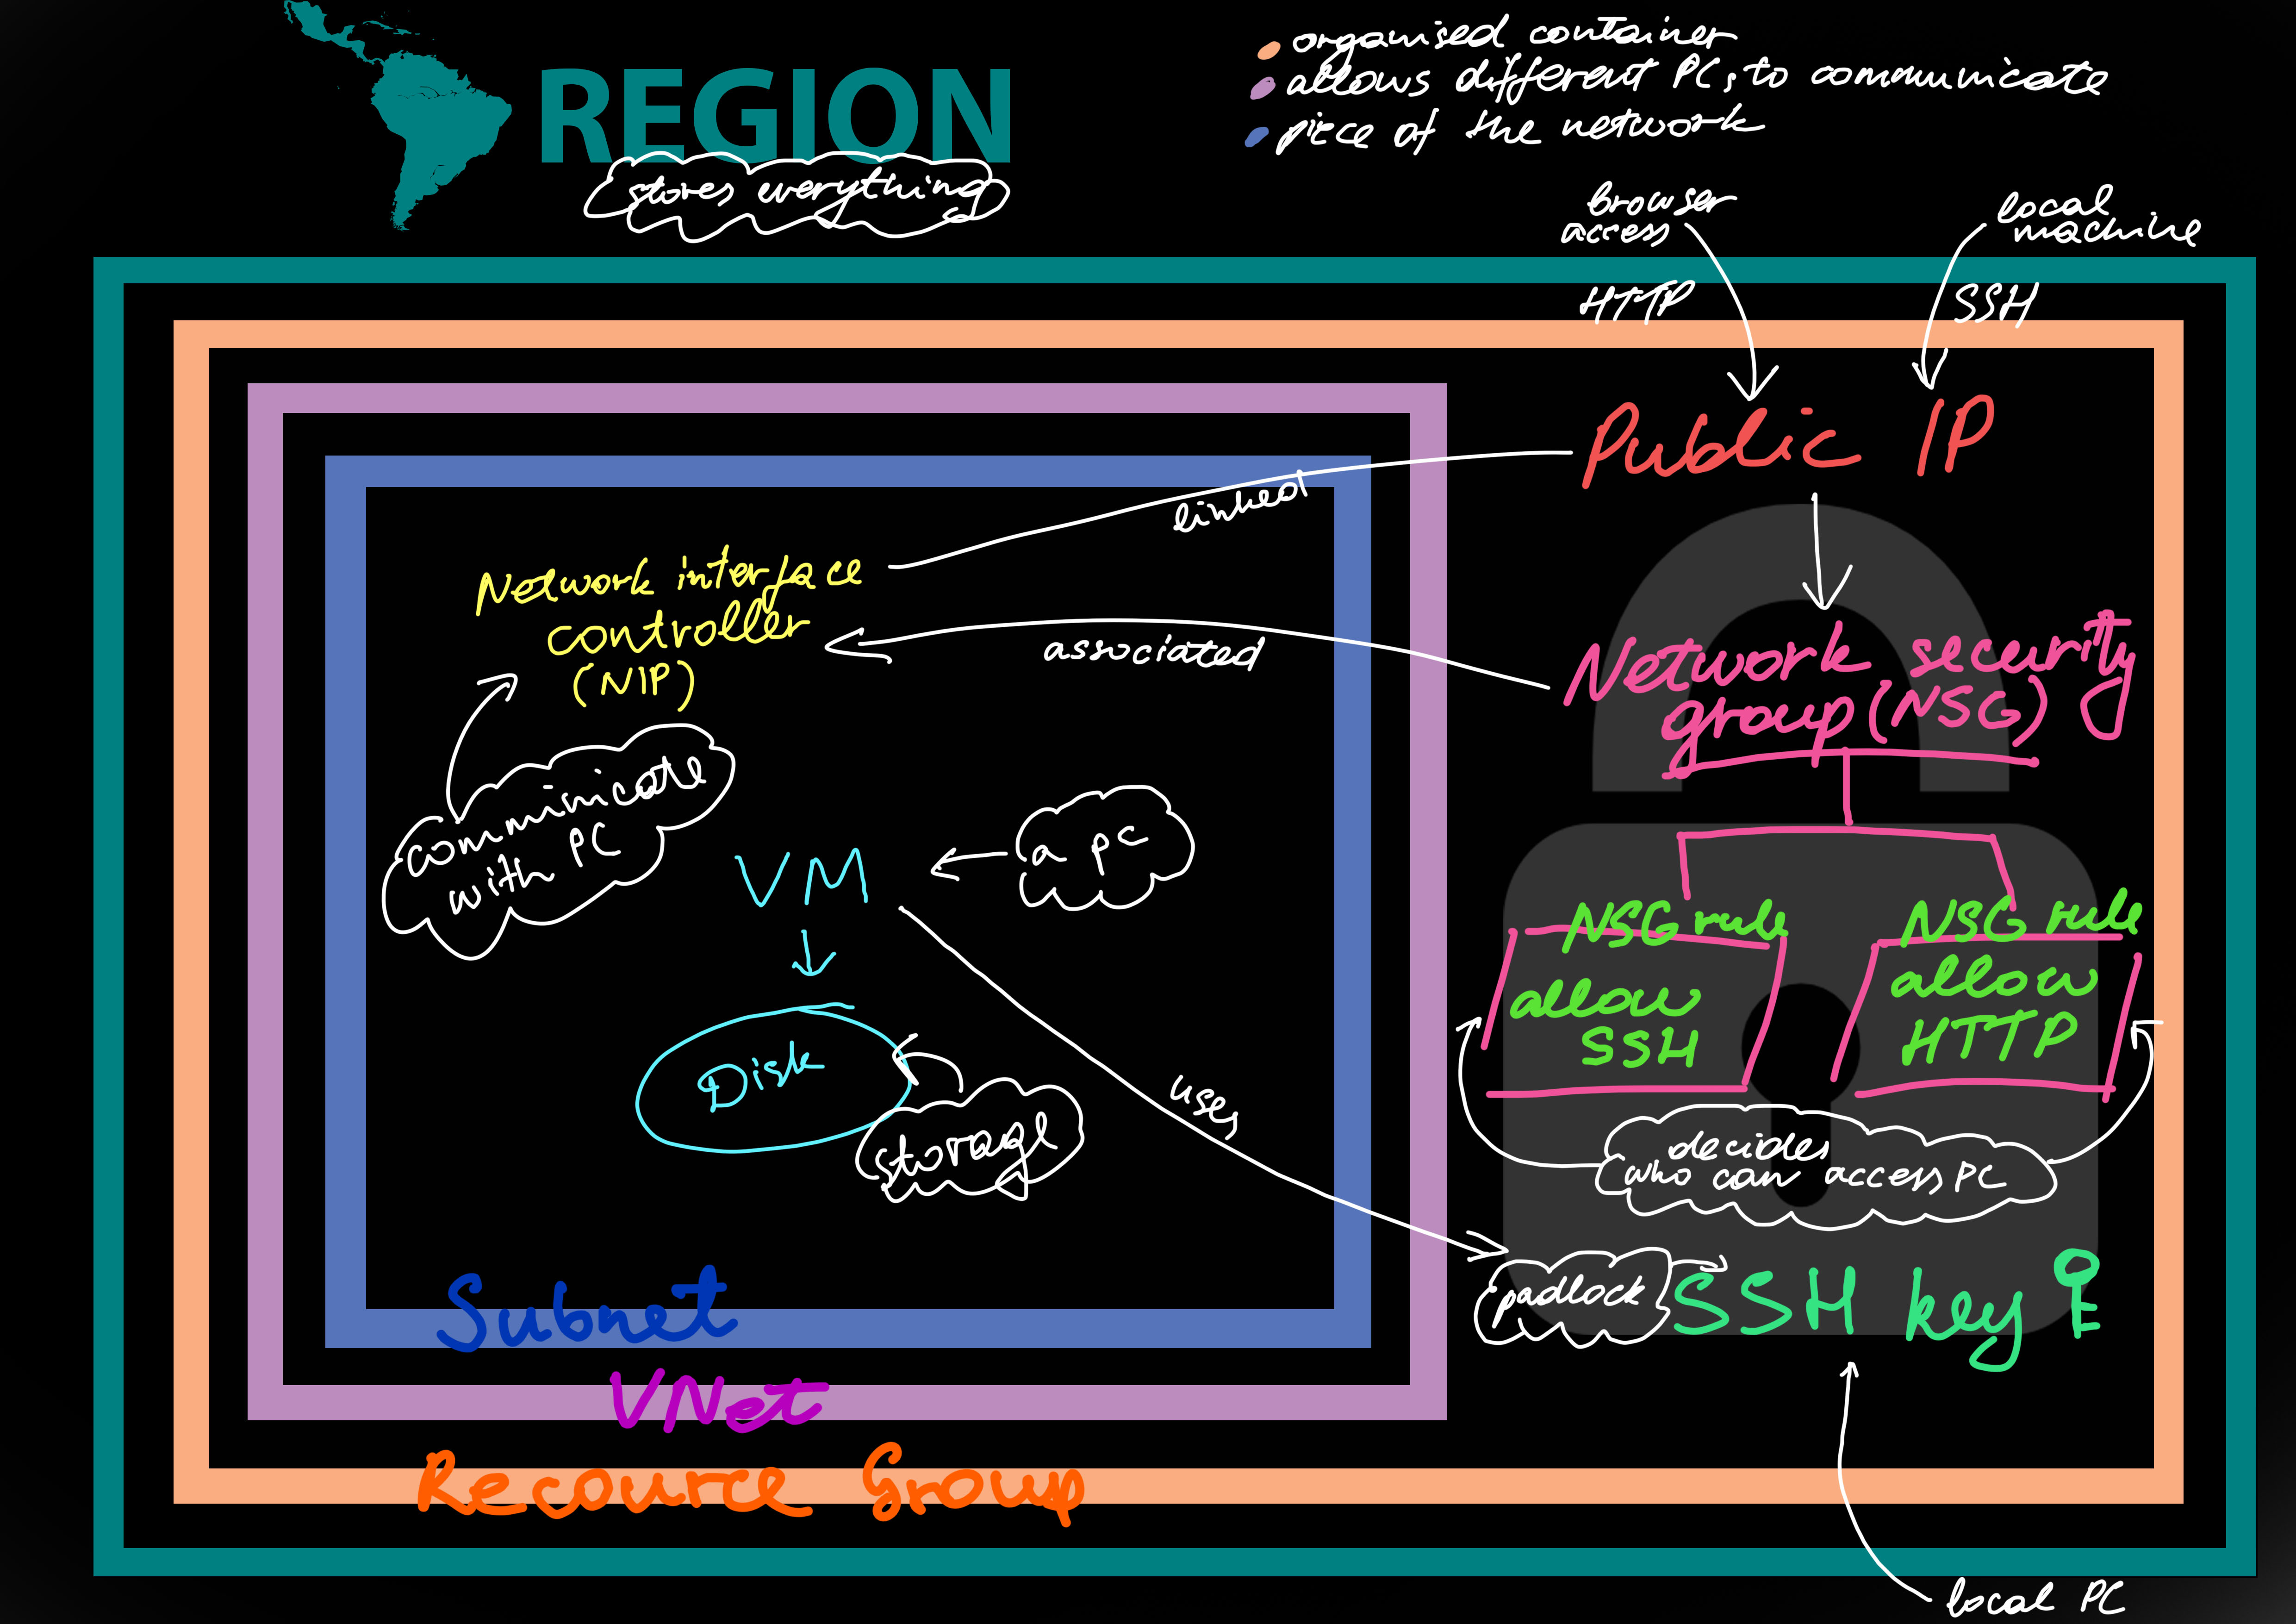 REGION
stores everything
organised container
allows different PCs to communicate
piece of the network
browser
access
local
machine
HTTP
SSH
Public IP
linked
Network interface
controller
(NIP)
associated
Network security
group (NSG)
communicate
with PC
VM
a pc
NSG rule
allow
SSH
NSG rule
allow
HTTP
Disk
storage
uses
decides
who can access PC
padlock
SSH key
Subnet
VNet
Recource Group
local PC